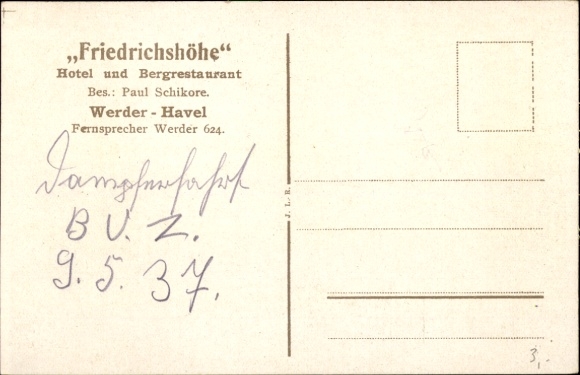 „Friedrichshöhe“
Hotel und Bergrestaurant
Bes.: Paul Schikore.
Werder - Havel
Fernsprecher Werder 624.
Dampferfahrt
B V. Z.
9. 5. 37.
J. L. R.
3,-